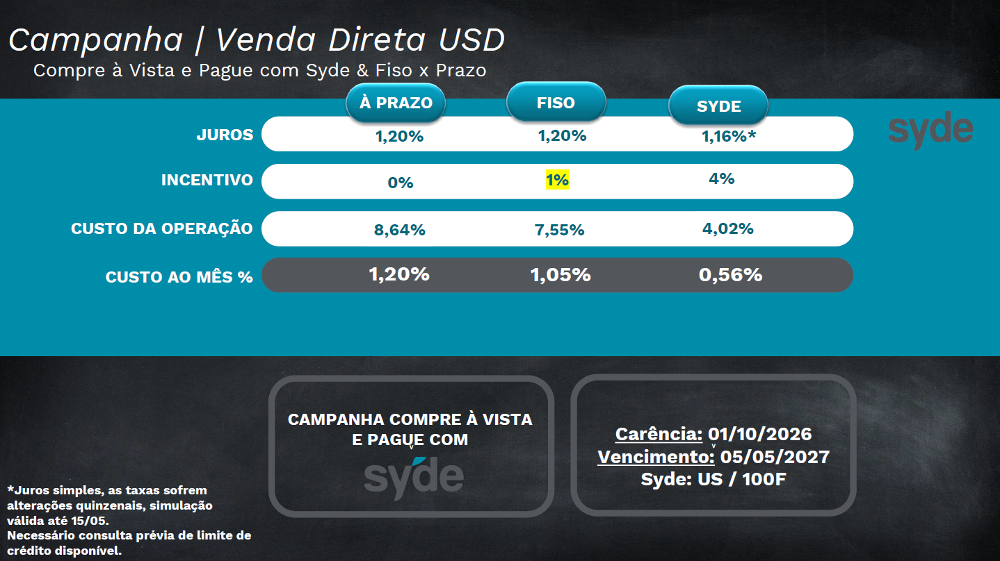 Campanha | Venda Direta USD
Compre à Vista e Pague com Syde & Fiso x Prazo
À PRAZO FISO SYDE
syde
JUROS 1,20% 1,20% 1,16%*
INCENTIVO 0% 1% 4%
CUSTO DA OPERAÇÃO 8,64% 7,55% 4,02%
CUSTO AO MÊS % 1,20% 1,05% 0,56%
CAMPANHA COMPRE À VISTA
E PAGUE COM
syde
Carência: 01/10/2026
Vencimento: 05/05/2027
Syde: US / 100F
*Juros simples, as taxas sofrem
alterações quinzenais, simulação
válida até 15/05.
Necessário consulta prévia de limite de
crédito disponível.